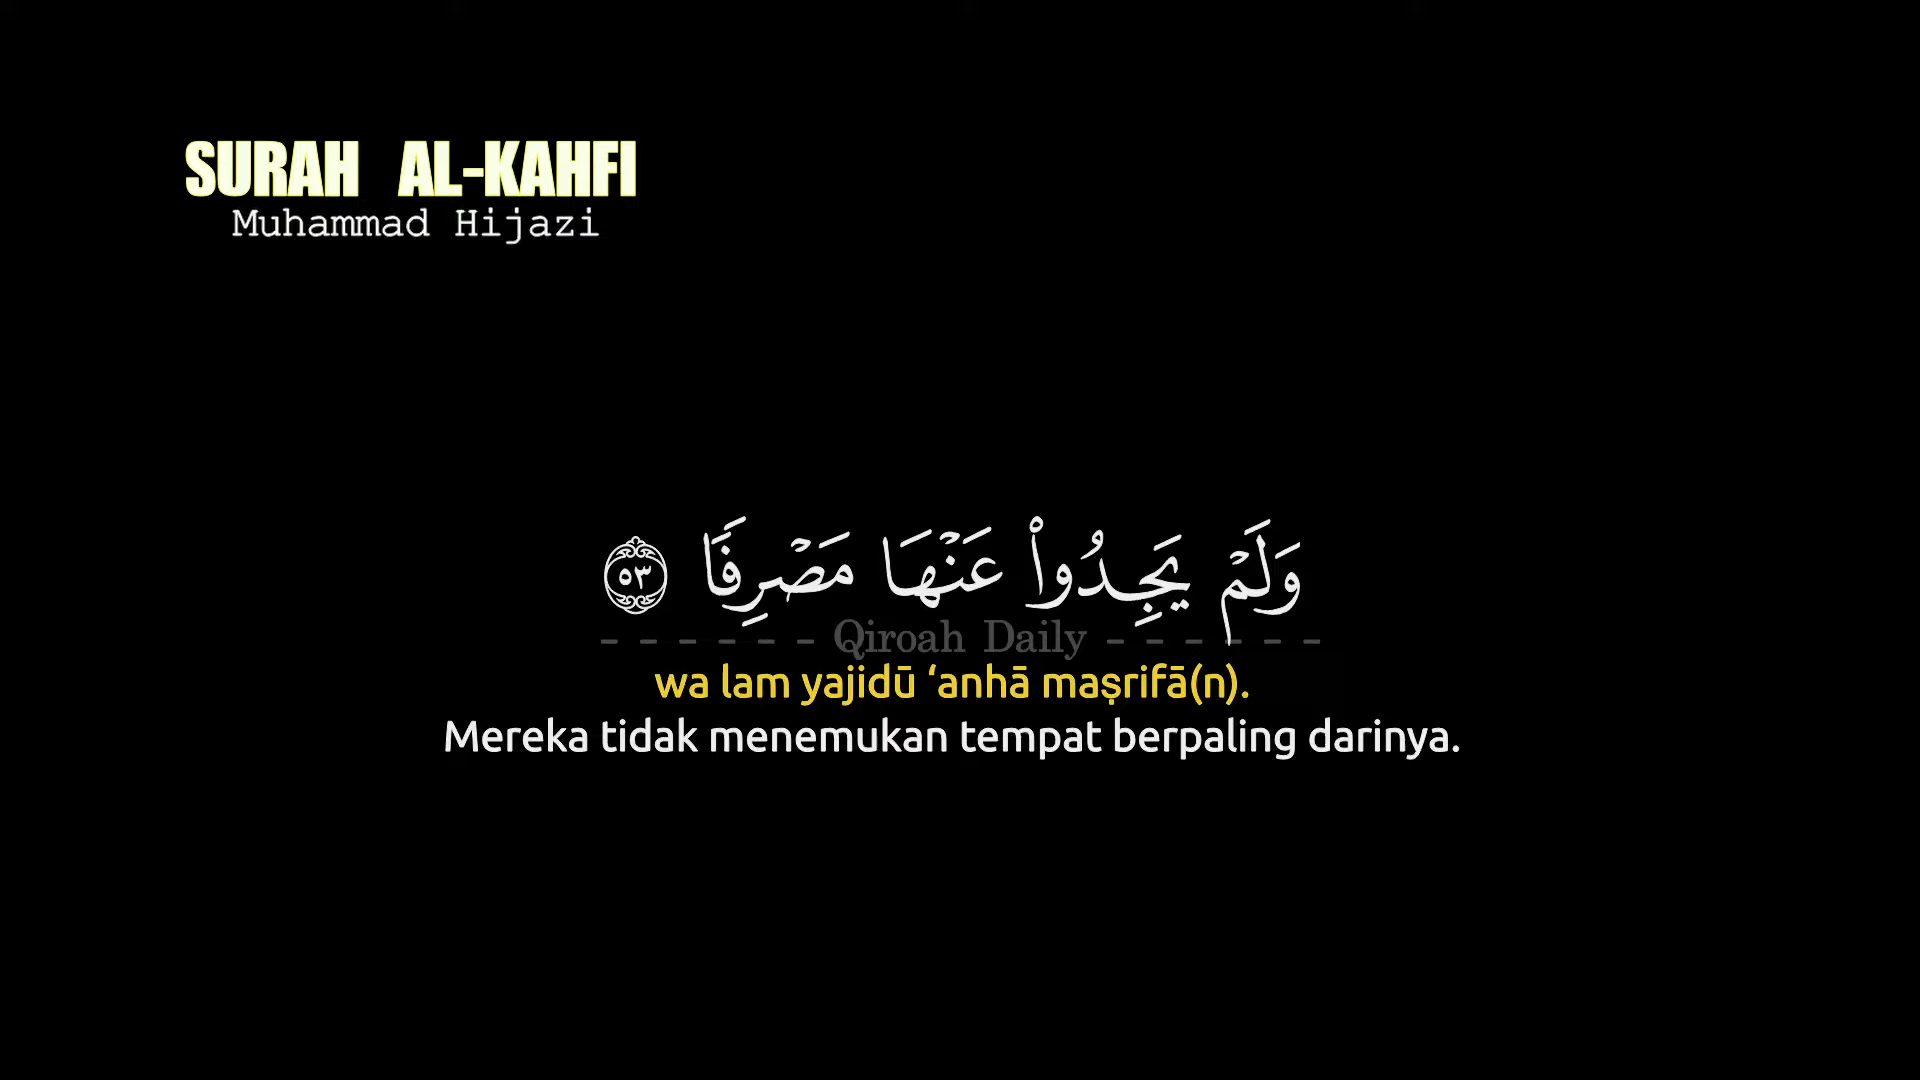 SURAH AL-KAHFI
Muhammad Hijazi
وَلَمْ يَجِدُوا۟ عَنْهَا مَصْرِفًا ٥٣
- - - - - - Qiroah Daily - - - - - -
wa lam yajidū ‘anhā maṣrifā(n).
Mereka tidak menemukan tempat berpaling darinya.